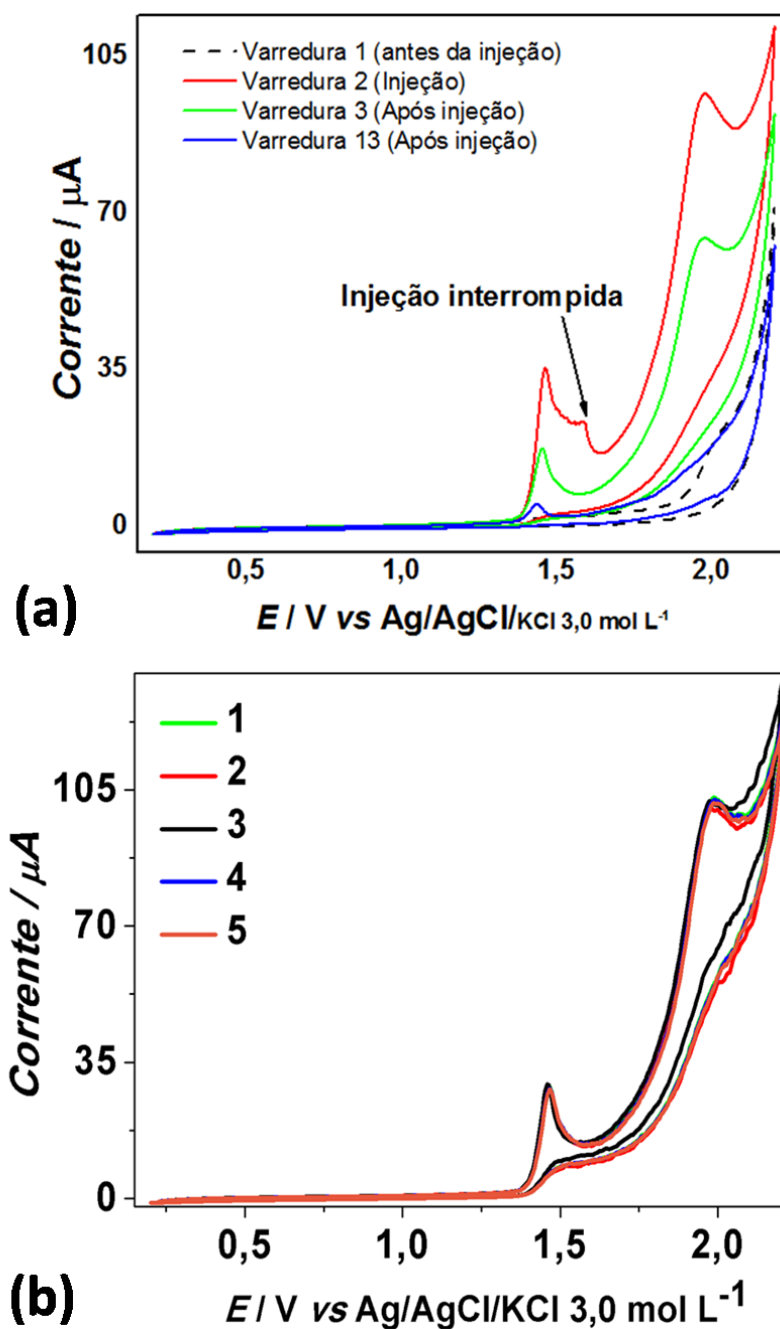 105
70
35
0
Corrente / µA
Varredura 1 (antes da injeção)
Varredura 2 (Injeção)
Varredura 3 (Após injeção)
Varredura 13 (Após injeção)
Injeção interrompida
0,5 1,0 1,5 2,0
E / V vs Ag/AgCl/KCl 3,0 mol L⁻¹
(a)
1
2
3
4
5
105
70
35
0
Corrente / µA
0,5 1,0 1,5 2,0
E / V vs Ag/AgCl/KCl 3,0 mol L⁻¹
(b)